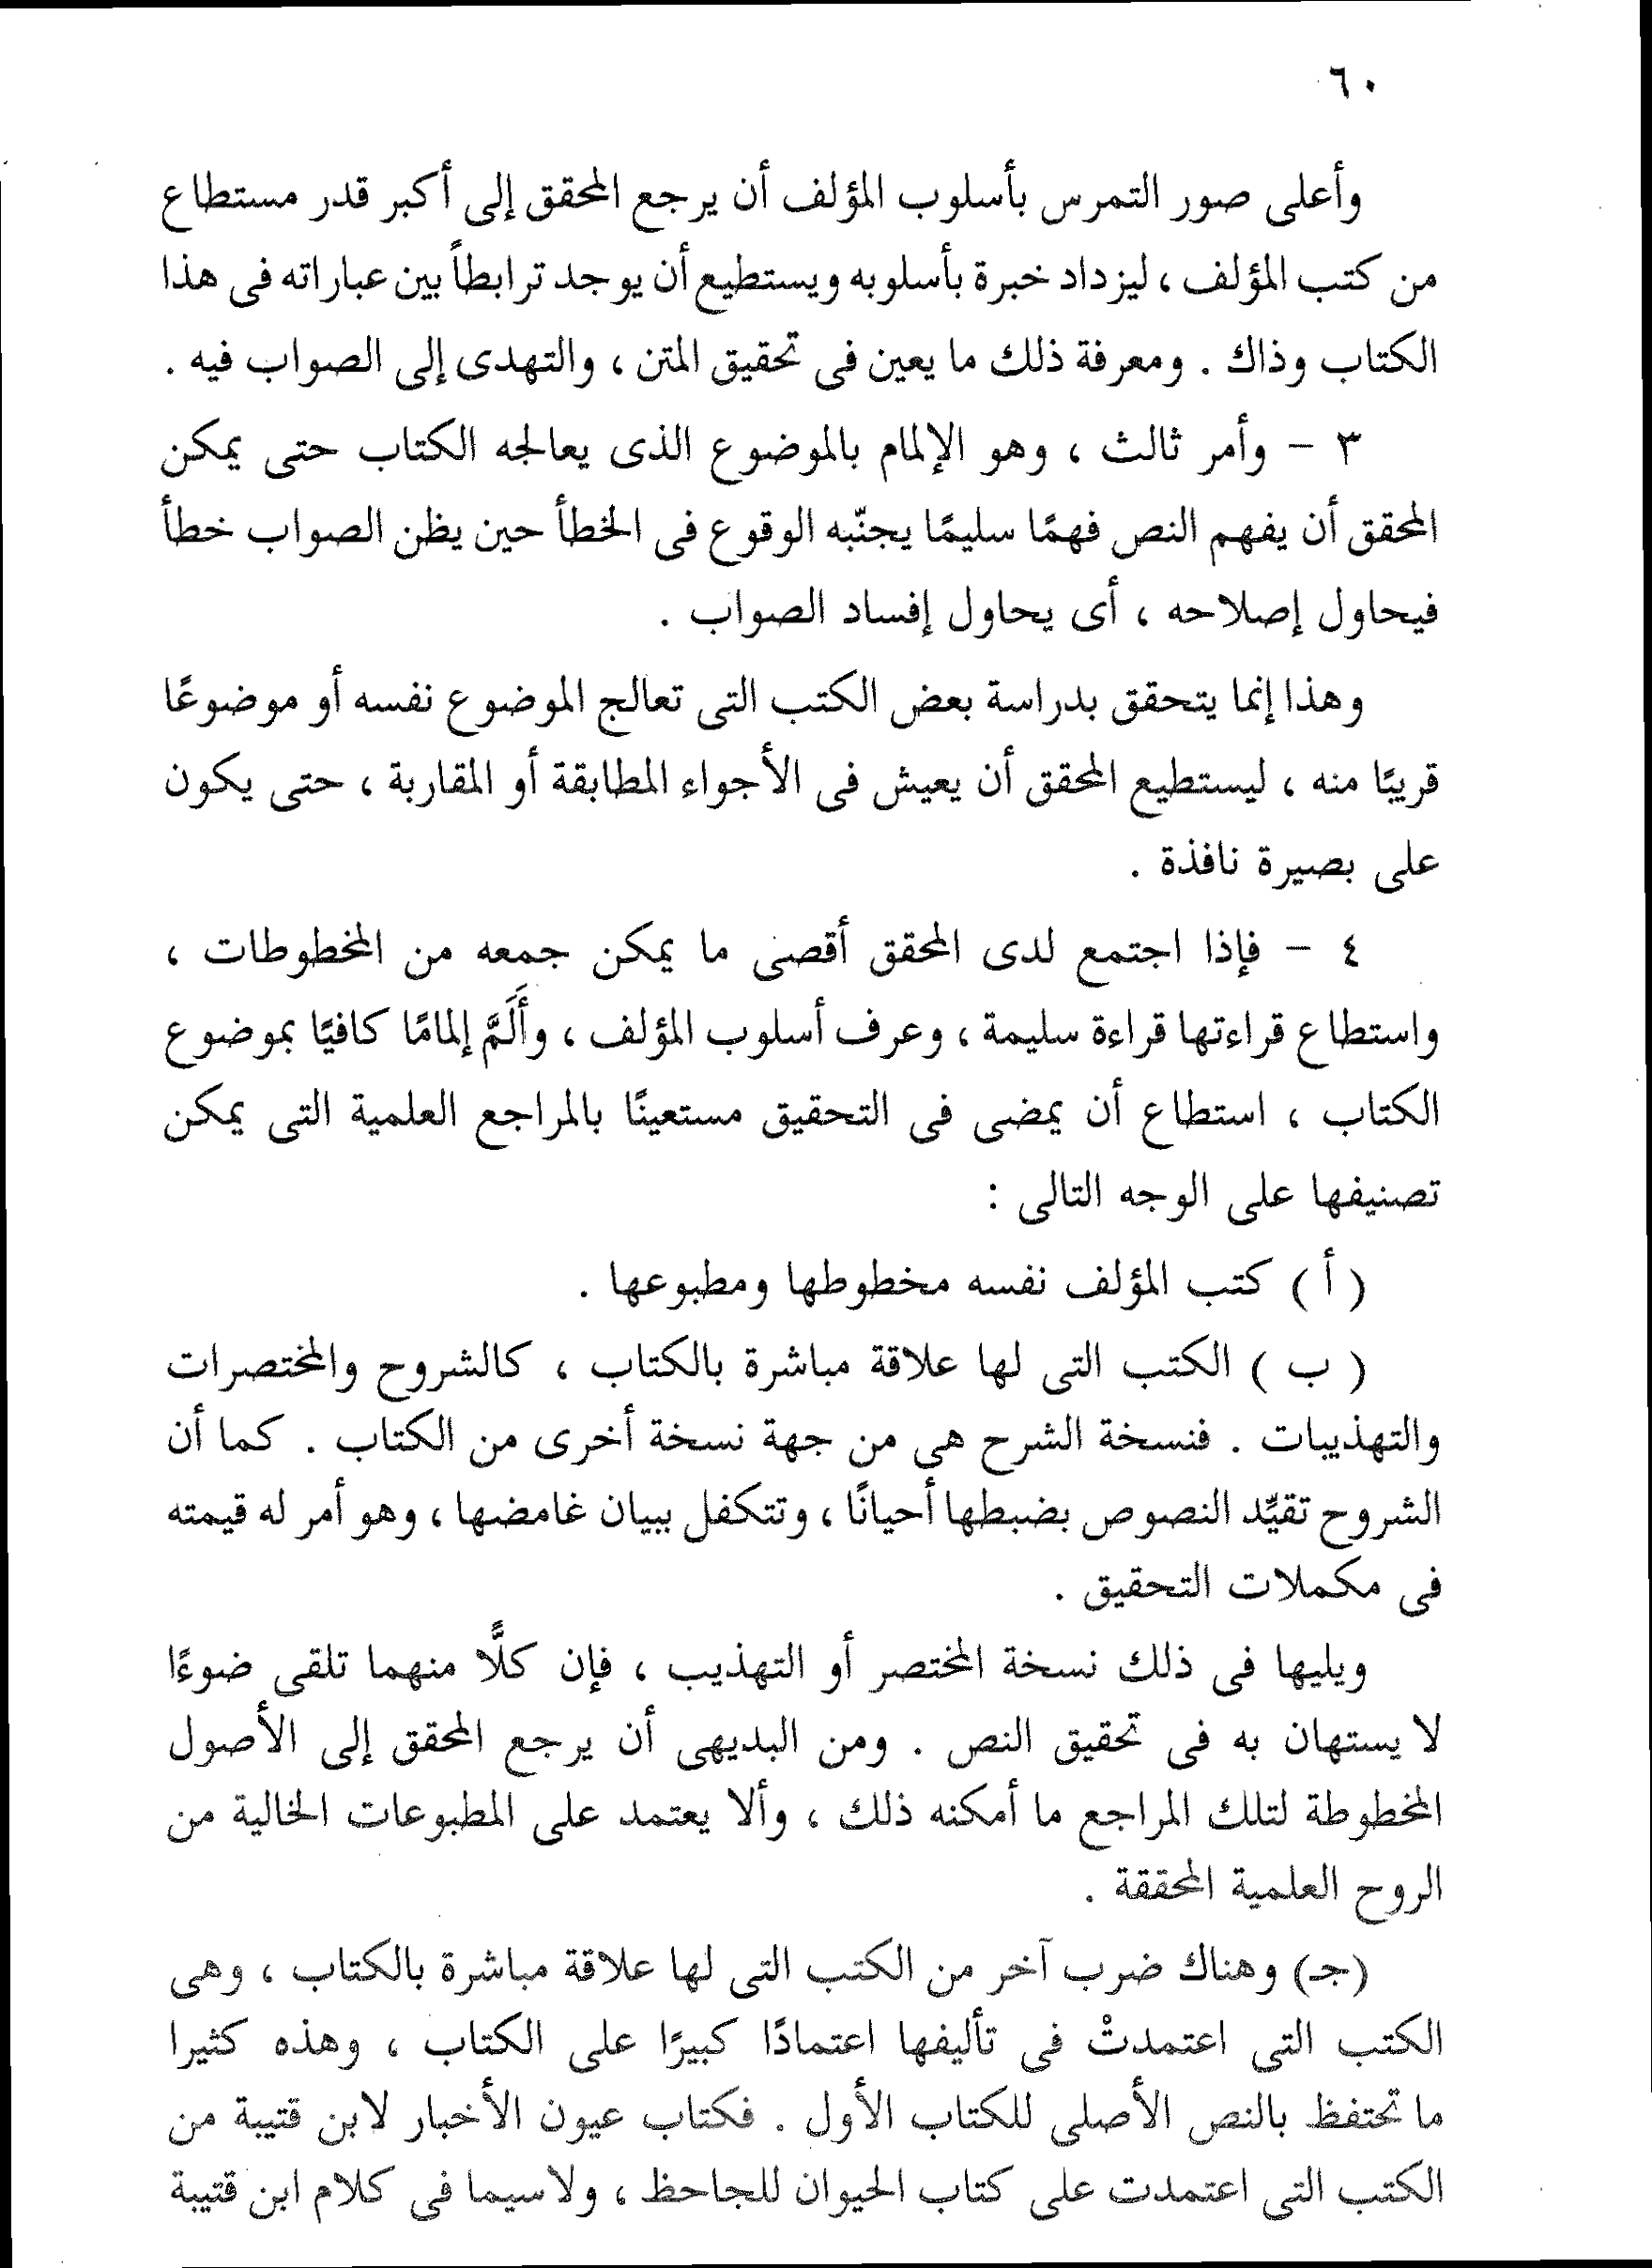 ٦٠
وأعلى صور التمرس بأسلوب المؤلف أن يرجع المحقق إلى أكبر قدر مستطاع
من كتب المؤلف ، ليزداد خبرة بأسلوبه ويستطيع أن يوجد ترابطاً بين عباراته فى هذا
الكتاب وذاك . ومعرفة ذلك ما يعين فى تحقيق المتن ، والتهدى إلى الصواب فيه .
٣ – وأمر ثالث ، وهو الإلمام بالموضوع الذى يعالجه الكتاب حتى يمكن
المحقق أن يفهم النص فهمًا سليمًا يجنّبه الوقوع فى الخطأ حين يظن الصواب خطأ
فيحاول إصلاحه ، أى يحاول إفساد الصواب .
وهذا إنما يتحقق بدراسة بعض الكتب التى تعالج الموضوع نفسه أو موضوعًا
قريبًا منه ، ليستطيع المحقق أن يعيش فى الأجواء المطابقة أو المقاربة ، حتى يكون
على بصيرة نافذة .
٤ – فإذا اجتمع لدى المحقق أقصى ما يمكن جمعه من المخطوطات ،
واستطاع قراءتها قراءة سليمة ، وعرف أسلوب المؤلف ، وأَلَمَّ إلمامًا كافيًا بموضوع
الكتاب ، استطاع أن يمضى فى التحقيق مستعينًا بالمراجع العلمية التى يمكن
تصنيفها على الوجه التالى :
( أ ) كتب المؤلف نفسه مخطوطها ومطبوعها .
( ب ) الكتب التى لها علاقة مباشرة بالكتاب ، كالشروح والمختصرات
والتهذيبات . فنسخة الشرح هى من جهة نسخة أخرى من الكتاب . كما أن
الشروح تقيِّد النصوص بضبطها أحيانًا ، وتتكفل ببيان غامضها ، وهو أمر له قيمته
فى مكملات التحقيق .
ويليها فى ذلك نسخة المختصر أو التهذيب ، فإن كلًّا منهما تلقى ضوءًا
لا يستهان به فى تحقيق النص . ومن البديهى أن يرجع المحقق إلى الأصول
المخطوطة لتلك المراجع ما أمكنه ذلك ، وألا يعتمد على المطبوعات الخالية من
الروح العلمية المحققة .
(جـ) وهناك ضرب آخر من الكتب التى لها علاقة مباشرة بالكتاب ، وهى
الكتب التى اعتمدتْ فى تأليفها اعتمادًا كبيرًا على الكتاب ، وهذه كثيرا
ما تحتفظ بالنص الأصلى للكتاب الأول . فكتاب عيون الأخبار لابن قتيبة من
الكتب التى اعتمدت على كتاب الحيوان للجاحظ ، ولاسيما فى كلام ابن قتيبة